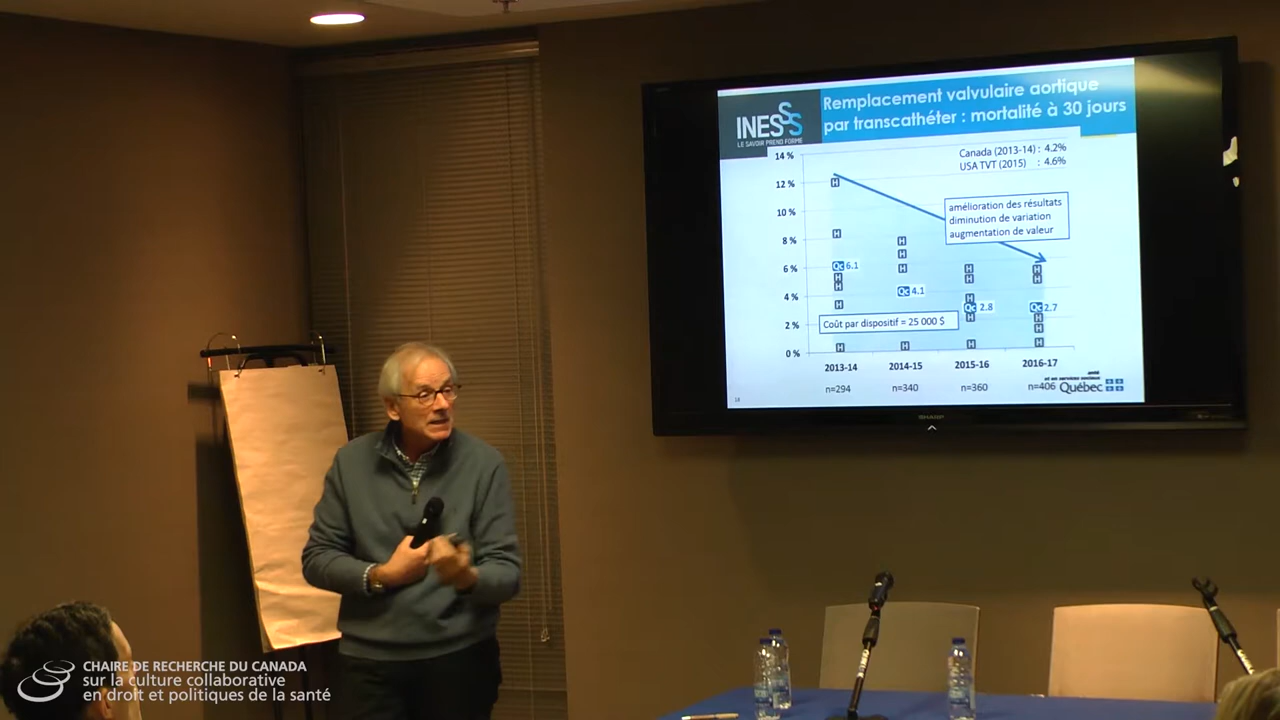 INESSS
LE SAVOIR PREND FORME
Remplacement valvulaire aortique
par transcathéter : mortalité à 30 jours
Canada (2013-14) : 4.2%
USA TVT (2015) : 4.6%
14 %
12 %
10 %
8 %
6 %
4 %
2 %
0 %
amélioration des résultats
diminution de variation
augmentation de valeur
H
H
H
H
H
H
H
H
H
Qc 6.1
H
H
H
H
H
H
Qc 4.1
H
H
Qc 2.8
Qc 2.7
H
H
H
H
Coût par dispositif = 25 000 $
H
H
H
H
2013-14
2014-15
2015-16
2016-17
n=294
n=340
n=360
n=406
Québec
18
SHARP
CHAIRE DE RECHERCHE DU CANADA
sur la culture collaborative
en droit et politiques de la santé